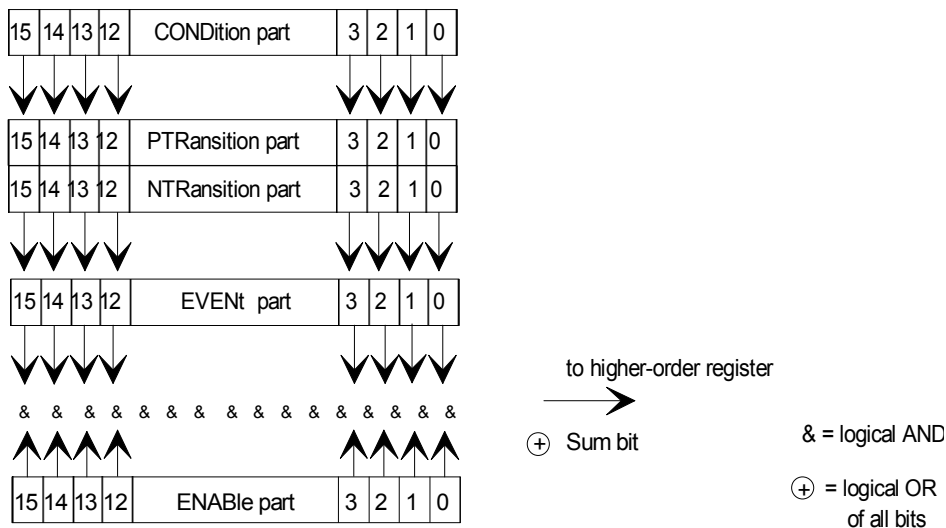 15 14 13 12 CONDition part 3 2 1 0
15 14 13 12 PTRansition part 3 2 1 0
15 14 13 12 NTRansition part 3 2 1 0
15 14 13 12 EVENt part 3 2 1 0
to higher-order register
& & & & & & & & & & & & & & & &
+ Sum bit
& = logical AND
15 14 13 12 ENABle part 3 2 1 0
+ = logical OR
of all bits